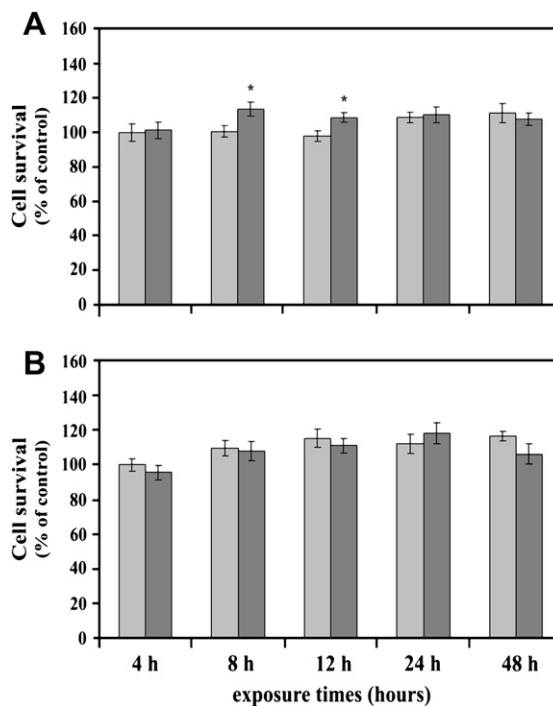 A
160
140
120
100
80
60
40
20
0
Cell survival
(% of control)
*
*
B
160
140
120
100
80
60
40
20
0
Cell survival
(% of control)
4 h 8 h 12 h 24 h 48 h
exposure times (hours)